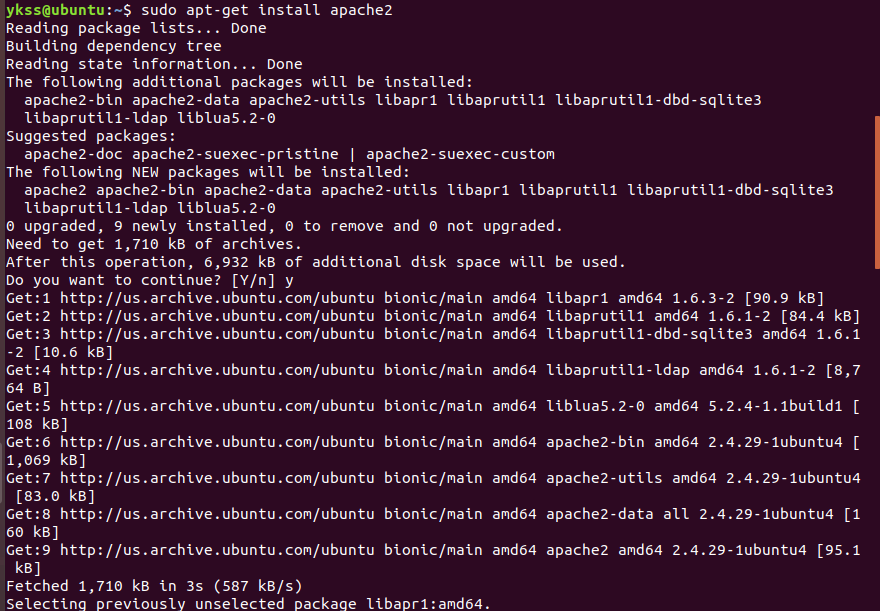 ykss@ubuntu:~$ sudo apt-get install apache2
Reading package lists... Done
Building dependency tree
Reading state information... Done
The following additional packages will be installed:
  apache2-bin apache2-data apache2-utils libapr1 libaprutil1 libaprutil1-dbd-sqlite3
  libaprutil1-ldap liblua5.2-0
Suggested packages:
  apache2-doc apache2-suexec-pristine | apache2-suexec-custom
The following NEW packages will be installed:
  apache2 apache2-bin apache2-data apache2-utils libapr1 libaprutil1 libaprutil1-dbd-sqlite3
  libaprutil1-ldap liblua5.2-0
0 upgraded, 9 newly installed, 0 to remove and 0 not upgraded.
Need to get 1,710 kB of archives.
After this operation, 6,932 kB of additional disk space will be used.
Do you want to continue? [Y/n] y
Get:1 http://us.archive.ubuntu.com/ubuntu bionic/main amd64 libapr1 amd64 1.6.3-2 [90.9 kB]
Get:2 http://us.archive.ubuntu.com/ubuntu bionic/main amd64 libaprutil1 amd64 1.6.1-2 [84.4 kB]
Get:3 http://us.archive.ubuntu.com/ubuntu bionic/main amd64 libaprutil1-dbd-sqlite3 amd64 1.6.1
-2 [10.6 kB]
Get:4 http://us.archive.ubuntu.com/ubuntu bionic/main amd64 libaprutil1-ldap amd64 1.6.1-2 [8,7
64 B]
Get:5 http://us.archive.ubuntu.com/ubuntu bionic/main amd64 liblua5.2-0 amd64 5.2.4-1.1build1 [
108 kB]
Get:6 http://us.archive.ubuntu.com/ubuntu bionic/main amd64 apache2-bin amd64 2.4.29-1ubuntu4 [
1,069 kB]
Get:7 http://us.archive.ubuntu.com/ubuntu bionic/main amd64 apache2-utils amd64 2.4.29-1ubuntu4
 [83.0 kB]
Get:8 http://us.archive.ubuntu.com/ubuntu bionic/main amd64 apache2-data all 2.4.29-1ubuntu4 [1
60 kB]
Get:9 http://us.archive.ubuntu.com/ubuntu bionic/main amd64 apache2 amd64 2.4.29-1ubuntu4 [95.1
 kB]
Fetched 1,710 kB in 3s (587 kB/s)
Selecting previously unselected package libapr1:amd64.